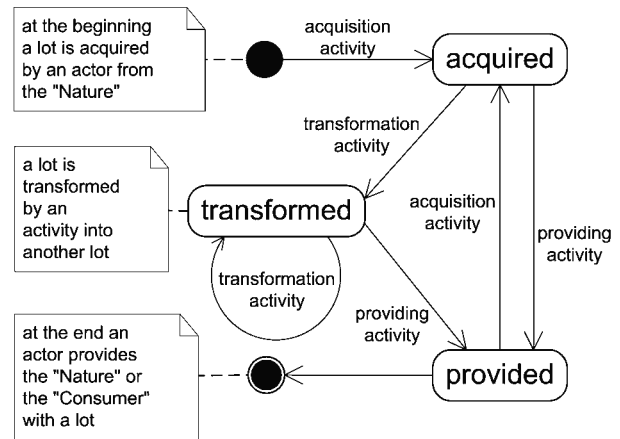 at the beginning
a lot is acquired
by an actor from
the "Nature"
acquisition
activity
acquired
transformation
activity
a lot is
transformed
by an
activity into
another lot
transformed
acquisition
activity
providing
activity
transformation
activity
providing
activity
at the end an
actor provides
the "Nature" or
the "Consumer"
with a lot
provided